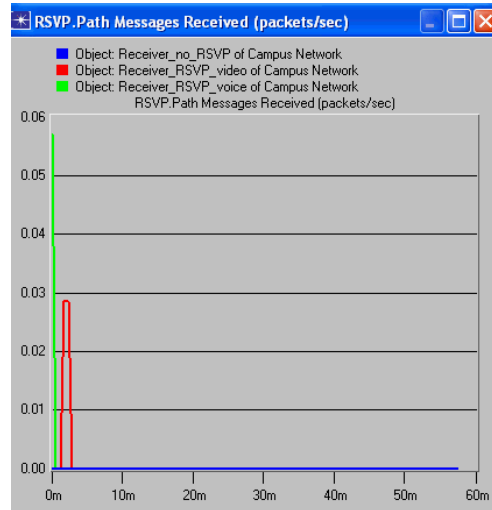 RSVP.Path Messages Received (packets/sec)
Object: Receiver_no_RSVP of Campus Network
Object: Receiver_RSVP_video of Campus Network
Object: Receiver_RSVP_voice of Campus Network
RSVP.Path Messages Received (packets/sec)
0.06
0.05
0.04
0.03
0.02
0.01
0.00
0m 10m 20m 30m 40m 50m 60m